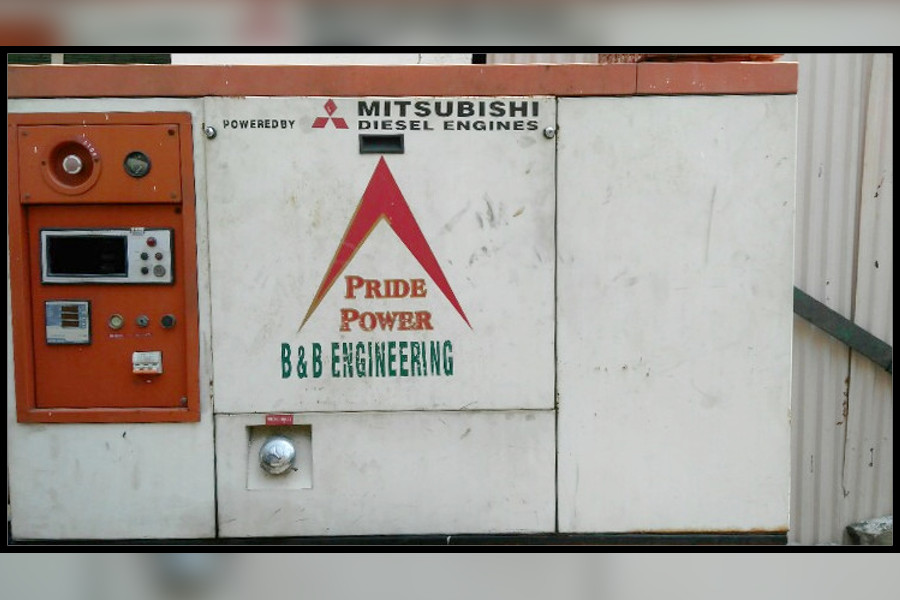 POWERED BY
MITSUBISHI
DIESEL ENGINES
PRIDE
POWER
B & B ENGINEERING